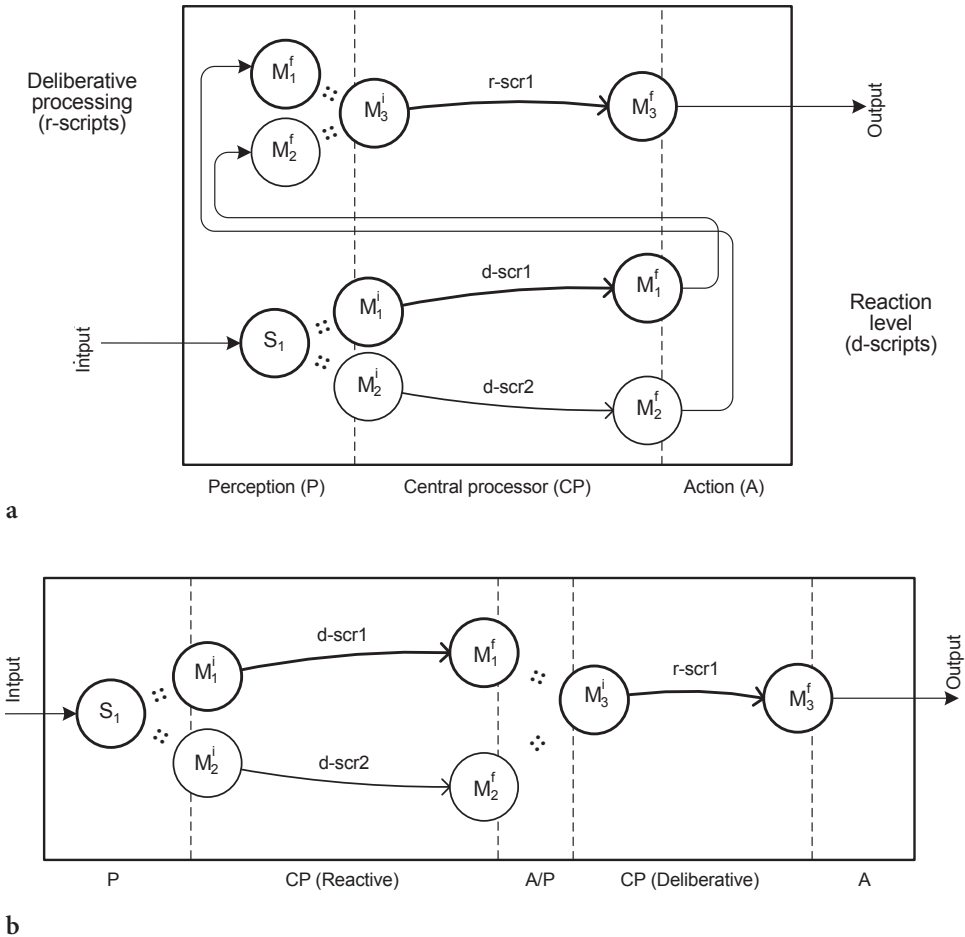 Deliberative
processing
(r-scripts)
M₁ᶠ
M₂ᶠ
M₃ⁱ
r-scr1
M₃ᶠ
Output
Intput
S₁
M₁ⁱ
d-scr1
M₁ᶠ
M₂ⁱ
d-scr2
M₂ᶠ
Reaction
level
(d-scripts)
Perception (P) Central processor (CP) Action (A)
a
Intput
S₁
M₁ⁱ
d-scr1
M₁ᶠ
M₂ⁱ
d-scr2
M₂ᶠ
M₃ⁱ
r-scr1
M₃ᶠ
Output
P CP (Reactive) A/P CP (Deliberative) A
b